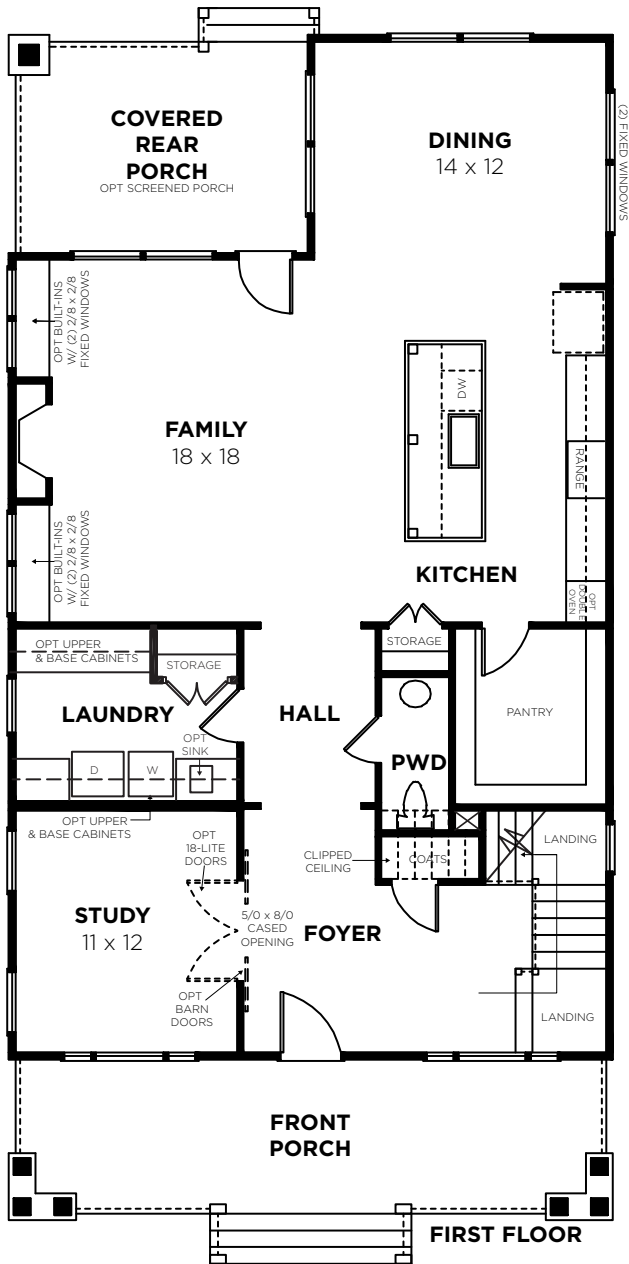 COVERED
REAR
PORCH
OPT SCREENED PORCH
DINING
14 x 12
(2) FIXED WINDOWS
OPT BUILT-INS
W/ (2) 2/8 x 2/8
FIXED WINDOWS
FAMILY
18 x 18
DW
RANGE
OPT BUILT-INS
W/ (2) 2/8 x 2/8
FIXED WINDOWS
KITCHEN
OPT
DOUBLE
OVEN
OPT UPPER
& BASE CABINETS
STORAGE
STORAGE
LAUNDRY
HALL
PANTRY
OPT
SINK
PWD
D
W
OPT UPPER
& BASE CABINETS
OPT
18-LITE
DOORS
CLIPPED
CEILING
COATS
LANDING
STUDY
11 x 12
5/0 x 8/0
CASED
OPENING
FOYER
OPT
BARN
DOORS
LANDING
FRONT
PORCH
FIRST FLOOR